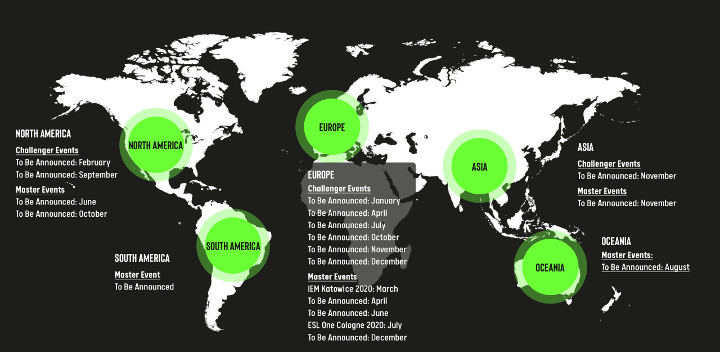 NORTH AMERICA
Challenger Events
To Be Announced: February
To Be Announced: September
Master Events
To Be Announced: June
To Be Announced: October
NORTH AMERICA
SOUTH AMERICA
Master Event
To Be Announced
SOUTH AMERICA
EUROPE
EUROPE
Challenger Events
To Be Announced: January
To Be Announced: April
To Be Announced: July
To Be Announced: October
To Be Announced: November
To Be Announced: December
Master Events
IEM Katowice 2020: March
To Be Announced: April
To Be Announced: June
ESL One Cologne 2020: July
To Be Announced: December
ASIA
ASIA
Challenger Events
To Be Announced: November
Master Events
To Be Announced: November
OCEANIA
OCEANIA
Master Events:
To Be Announced: August